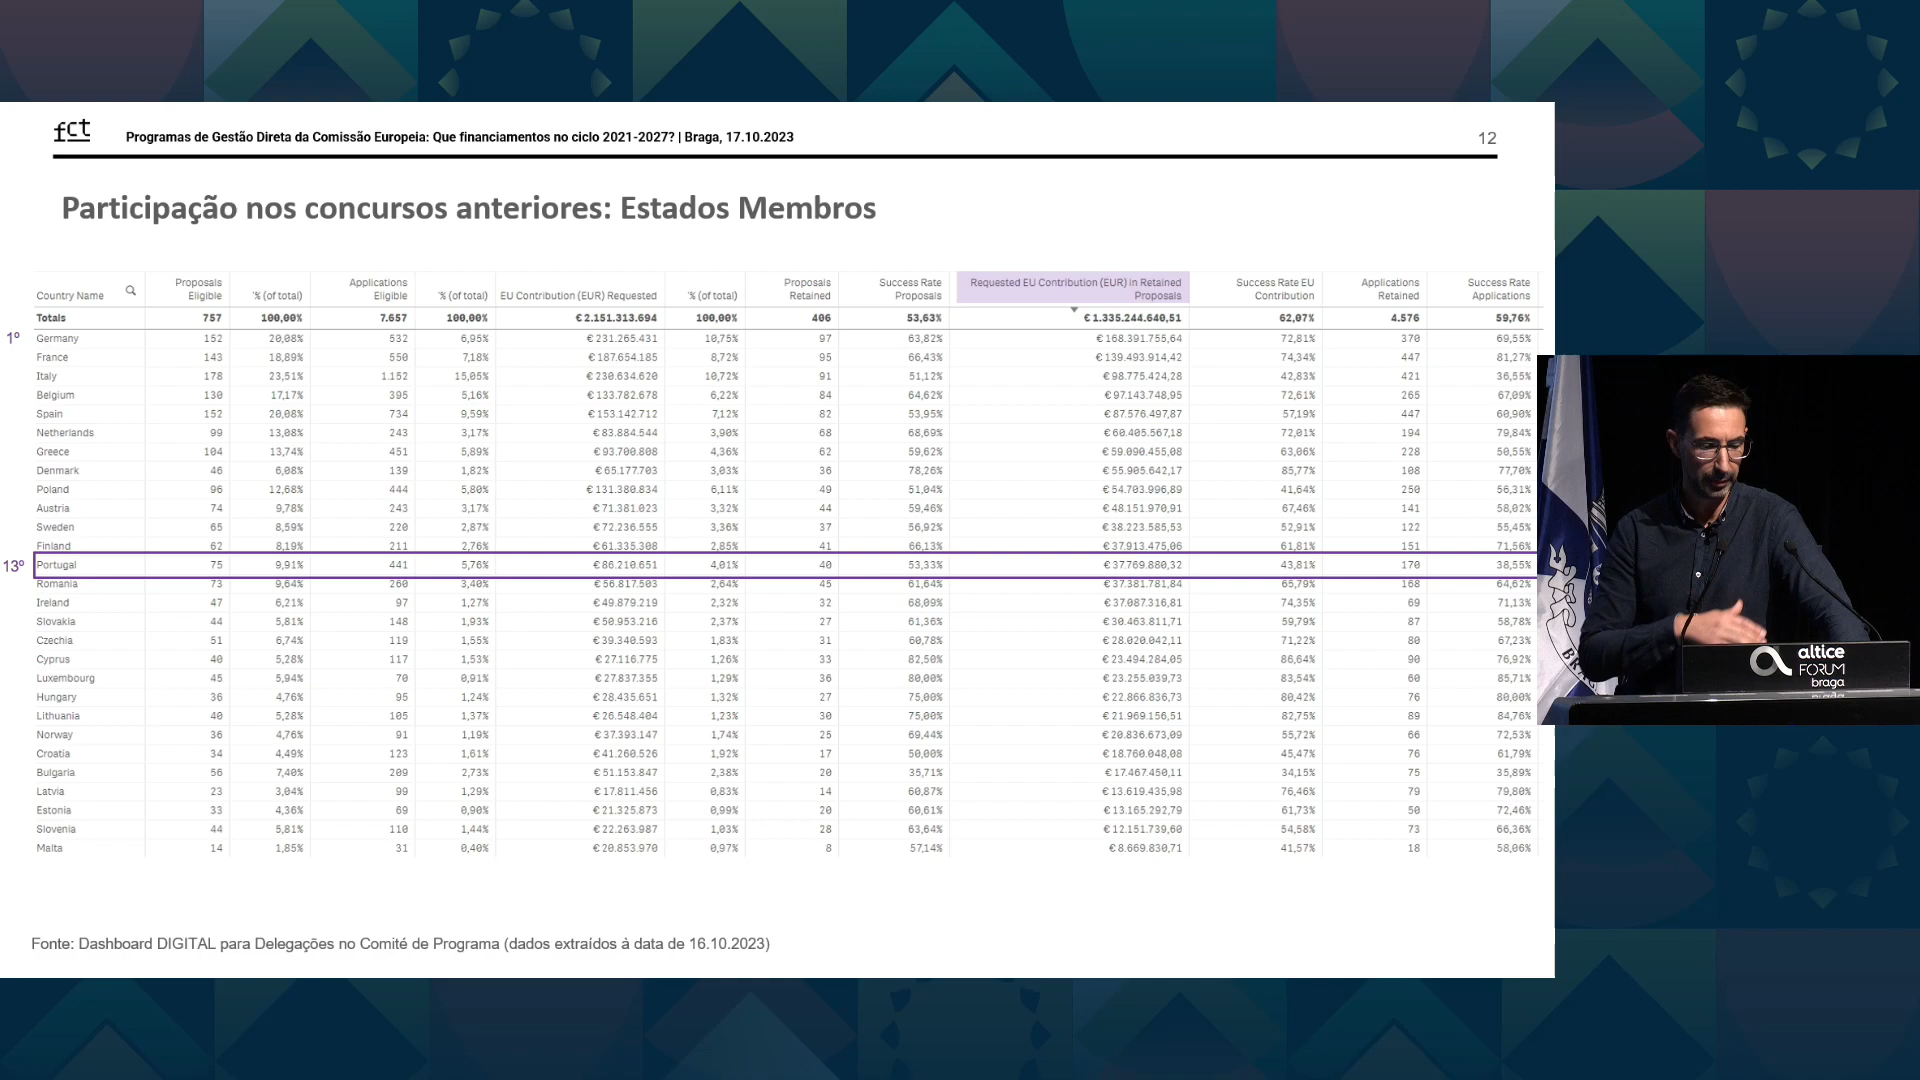 fct
Programas de Gestão Direta da Comissão Europeia: Que financiamentos no ciclo 2021-2027? | Braga, 17.10.2023
12
Participação nos concursos anteriores: Estados Membros
Country Name Proposals Eligible % (of total) Applications Eligible % (of total) EU Contribution (EUR) Requested % (of total) Proposals Retained Success Rate Proposals Requested EU Contribution (EUR) in Retained Proposals Success Rate EU Contribution Applications Retained Success Rate Applications
Totals 757 100,00% 7.657 100,00% € 2.151.313.694 100,00% 406 53,63% € 1.335.244.640,51 62,07% 4.576 59,76%
1º Germany 152 20,08% 532 6,95% € 231.265.431 10,75% 97 63,82% € 168.391.755,64 72,81% 370 69,55%
France 143 18,89% 550 7,18% € 187.654.185 8,72% 95 66,43% € 139.493.914,42 74,34% 447 81,27%
Italy 178 23,51% 1.152 15,05% € 230.634.620 10,72% 91 51,12% € 98.775.424,28 42,83% 421 36,55%
Belgium 130 17,17% 395 5,16% € 133.782.678 6,22% 84 64,62% € 97.143.748,95 72,61% 265 67,09%
Spain 152 20,08% 734 9,59% € 153.142.712 7,12% 82 53,95% € 87.576.497,87 57,19% 447 60,90%
Netherlands 99 13,08% 243 3,17% € 83.884.544 3,90% 68 68,69% € 60.405.567,18 72,01% 194 79,84%
Greece 104 13,74% 451 5,89% € 93.700.808 4,36% 62 59,62% € 59.090.455,08 63,06% 228 50,55%
Denmark 46 6,08% 139 1,82% € 65.177.703 3,03% 36 78,26% € 55.905.642,17 85,77% 108 77,70%
Poland 96 12,68% 444 5,80% € 131.380.834 6,11% 49 51,04% € 54.703.996,89 41,64% 250 56,31%
Austria 74 9,78% 243 3,17% € 71.381.023 3,32% 44 59,46% € 48.151.970,91 67,46% 141 58,02%
Sweden 65 8,59% 220 2,87% € 72.236.555 3,36% 37 56,92% € 38.223.585,53 52,91% 122 55,45%
Finland 62 8,19% 211 2,76% € 61.335.308 2,85% 41 66,13% € 37.913.475,06 61,81% 151 71,56%
13º Portugal 75 9,91% 441 5,76% € 86.210.651 4,01% 40 53,33% € 37.769.880,32 43,81% 170 38,55%
Romania 73 9,64% 260 3,40% € 56.817.503 2,64% 45 61,64% € 37.381.781,84 65,79% 168 64,62%
Ireland 47 6,21% 97 1,27% € 49.879.219 2,32% 32 68,09% € 37.087.316,81 74,35% 69 71,13%
Slovakia 44 5,81% 148 1,93% € 50.953.216 2,37% 27 61,36% € 30.463.811,71 59,79% 87 58,78%
Czechia 51 6,74% 119 1,55% € 39.340.593 1,83% 31 60,78% € 28.020.042,11 71,22% 80 67,23%
Cyprus 40 5,28% 117 1,53% € 27.116.775 1,26% 33 82,50% € 23.494.284,05 86,64% 90 76,92%
Luxembourg 45 5,94% 70 0,91% € 27.837.355 1,29% 36 80,00% € 23.255.039,73 83,54% 60 85,71%
Hungary 36 4,76% 95 1,24% € 28.435.651 1,32% 27 75,00% € 22.866.836,73 80,42% 76 80,00%
Lithuania 40 5,28% 105 1,37% € 26.548.404 1,23% 30 75,00% € 21.969.156,51 82,75% 89 84,76%
Norway 36 4,76% 91 1,19% € 37.393.147 1,74% 25 69,44% € 20.836.673,09 55,72% 66 72,53%
Croatia 34 4,49% 123 1,61% € 41.260.526 1,92% 17 50,00% € 18.760.048,08 45,47% 76 61,79%
Bulgaria 56 7,40% 209 2,73% € 51.153.847 2,38% 20 35,71% € 17.467.450,11 34,15% 75 35,89%
Latvia 23 3,04% 99 1,29% € 17.811.456 0,83% 14 60,87% € 13.619.435,98 76,46% 79 79,80%
Estonia 33 4,36% 69 0,90% € 21.325.873 0,99% 20 60,61% € 13.165.292,79 61,73% 50 72,46%
Slovenia 44 5,81% 110 1,44% € 22.263.987 1,03% 28 63,64% € 12.151.739,60 54,58% 73 66,36%
Malta 14 1,85% 31 0,40% € 20.853.970 0,97% 8 57,14% € 8.669.830,71 41,57% 18 58,06%
Fonte: Dashboard DIGITAL para Delegações no Comité de Programa (dados extraídos à data de 16.10.2023)
altice
FORUM
braga